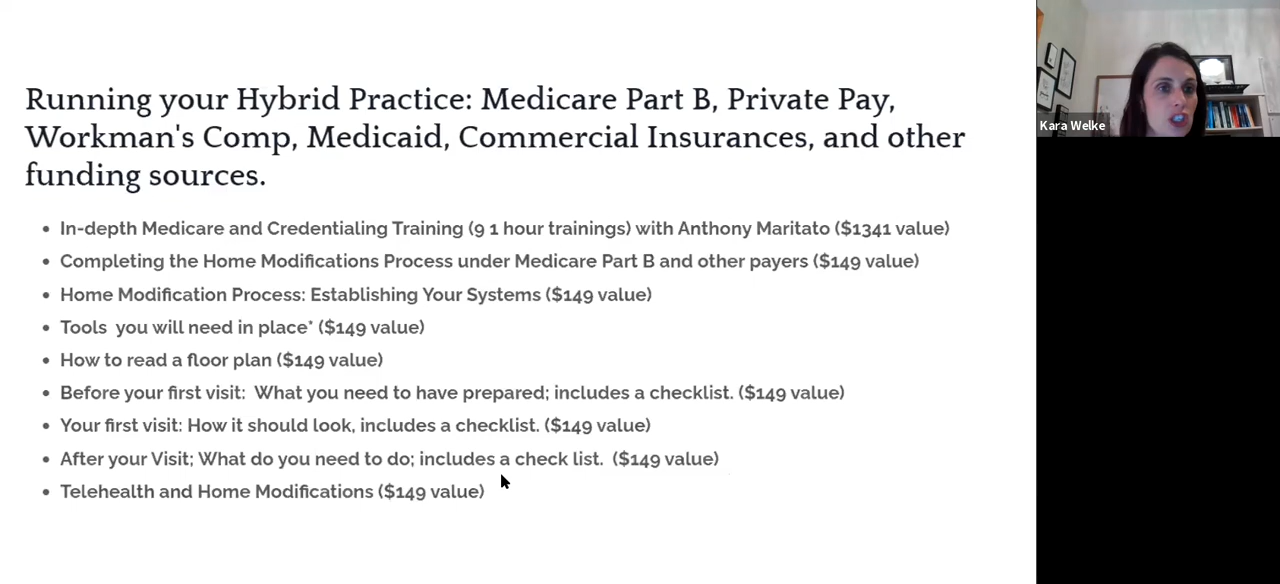 Running your Hybrid Practice: Medicare Part B, Private Pay,
Workman's Comp, Medicaid, Commercial Insurances, and other
funding sources.
• In-depth Medicare and Credentialing Training (9 1 hour trainings) with Anthony Maritato ($1341 value)
• Completing the Home Modifications Process under Medicare Part B and other payers ($149 value)
• Home Modification Process: Establishing Your Systems ($149 value)
• Tools  you will need in place* ($149 value)
• How to read a floor plan ($149 value)
• Before your first visit:  What you need to have prepared; includes a checklist. ($149 value)
• Your first visit: How it should look, includes a checklist. ($149 value)
• After your Visit; What do you need to do; includes a check list.  ($149 value)
• Telehealth and Home Modifications ($149 value)
Kara Welke